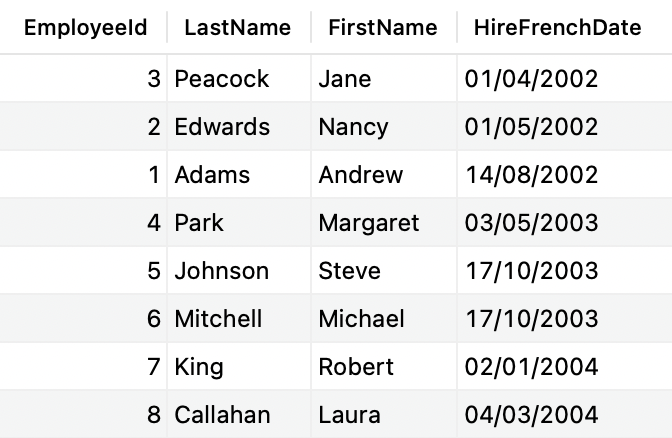 EmployeeId LastName FirstName HireFrenchDate
3 Peacock Jane 01/04/2002
2 Edwards Nancy 01/05/2002
1 Adams Andrew 14/08/2002
4 Park Margaret 03/05/2003
5 Johnson Steve 17/10/2003
6 Mitchell Michael 17/10/2003
7 King Robert 02/01/2004
8 Callahan Laura 04/03/2004